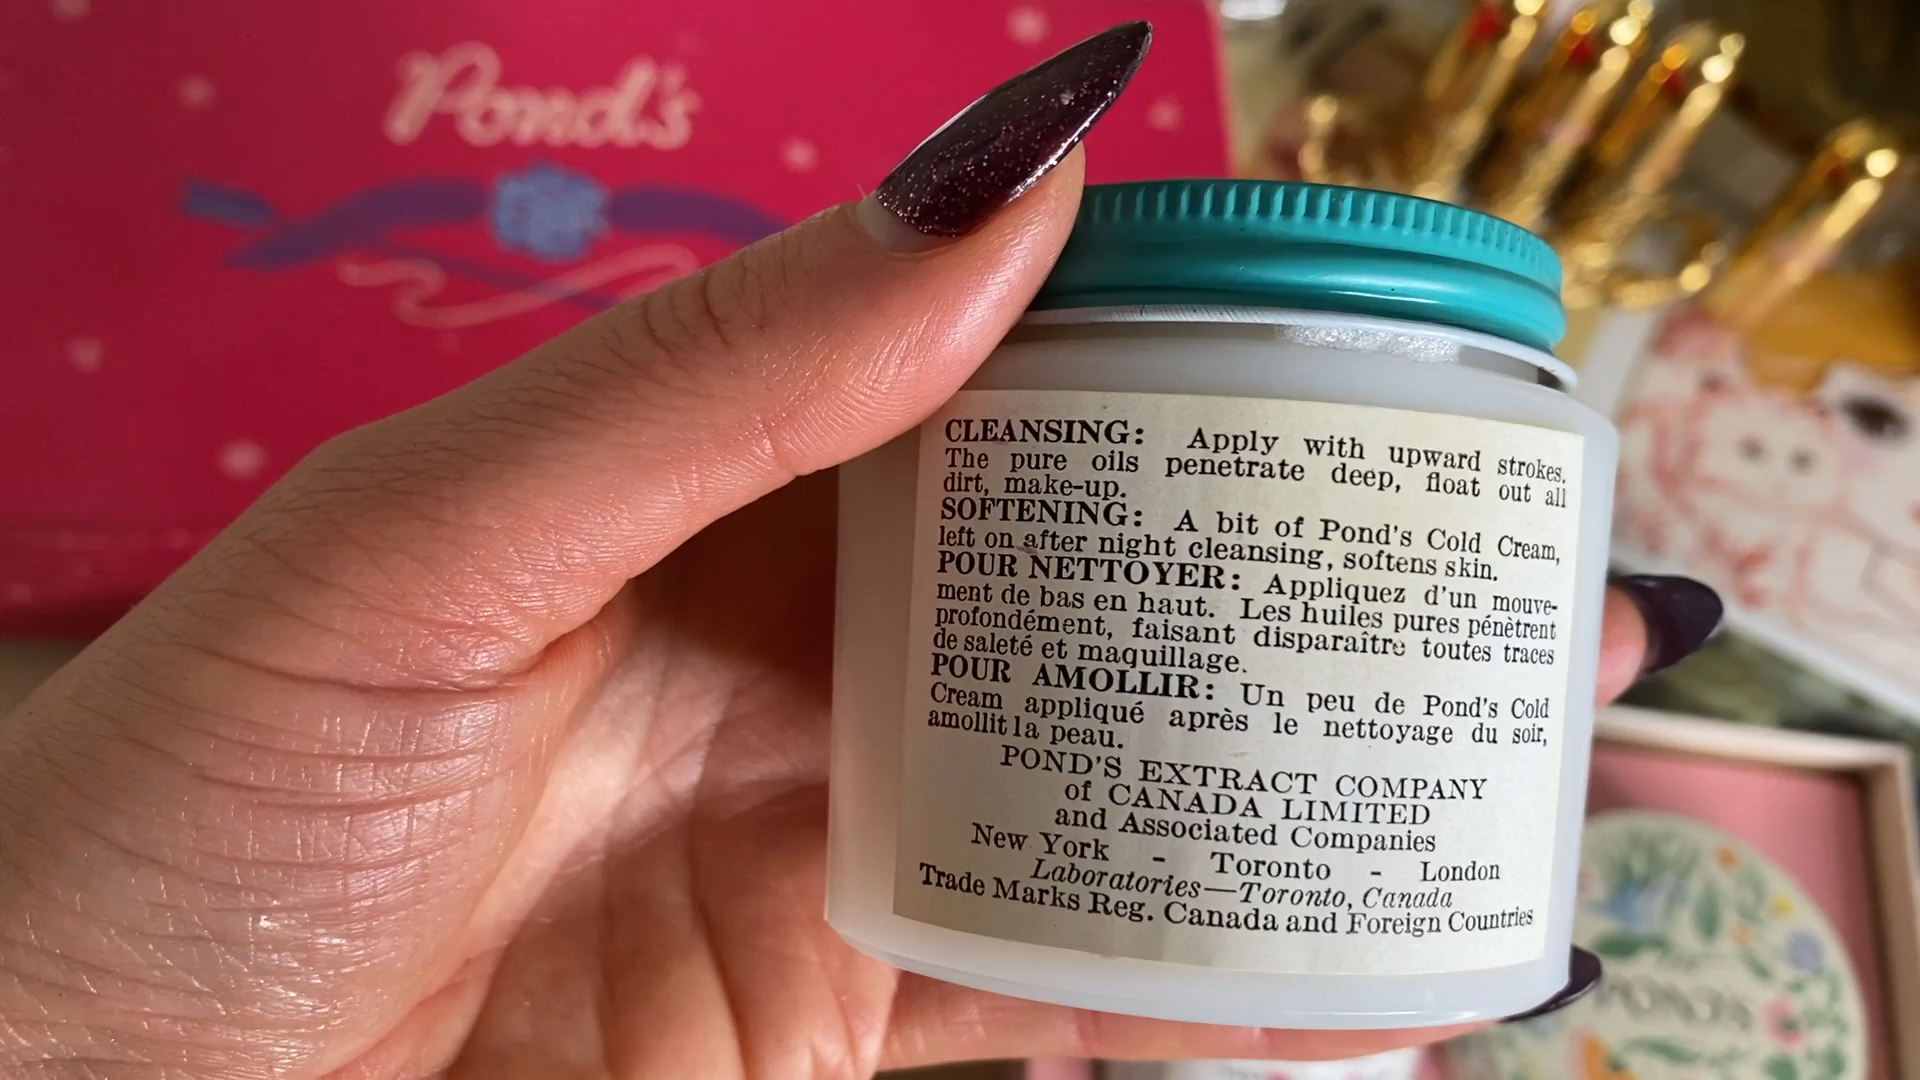 Pond's
CLEANSING: Apply with upward strokes.
The pure oils penetrate deep, float out all
dirt, make-up.
SOFTENING: A bit of Pond's Cold Cream,
left on after night cleansing, softens skin.
POUR NETTOYER: Appliquez d'un mouve-
ment de bas en haut. Les huiles pures pénètrent
profondément, faisant disparaître toutes traces
de saleté et maquillage.
POUR AMOLLIR: Un peu de Pond's Cold
Cream appliqué après le nettoyage du soir,
amollit la peau.
POND'S EXTRACT COMPANY
of CANADA LIMITED
and Associated Companies
New York - Toronto - London
Laboratories—Toronto, Canada
Trade Marks Reg. Canada and Foreign Countries
POND'S